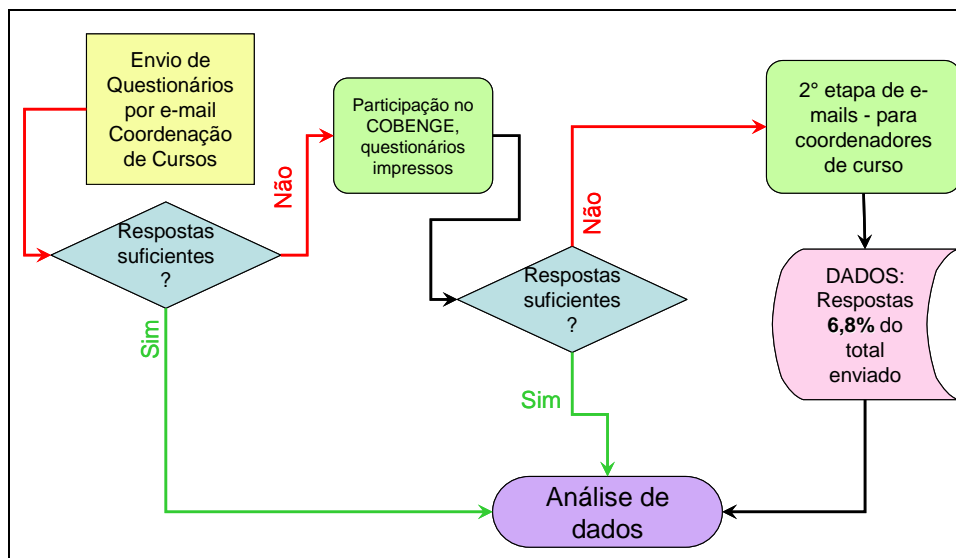 Envio de
Questionários
por e-mail
Coordenação
de Cursos
Respostas
suficientes
?
Não
Sim
Participação no
COBENGE,
questionários
impressos
Respostas
suficientes
?
Não
Sim
2° etapa de e-
mails - para
coordenadores
de curso
DADOS:
Respostas
6,8% do
total
enviado
Análise de
dados